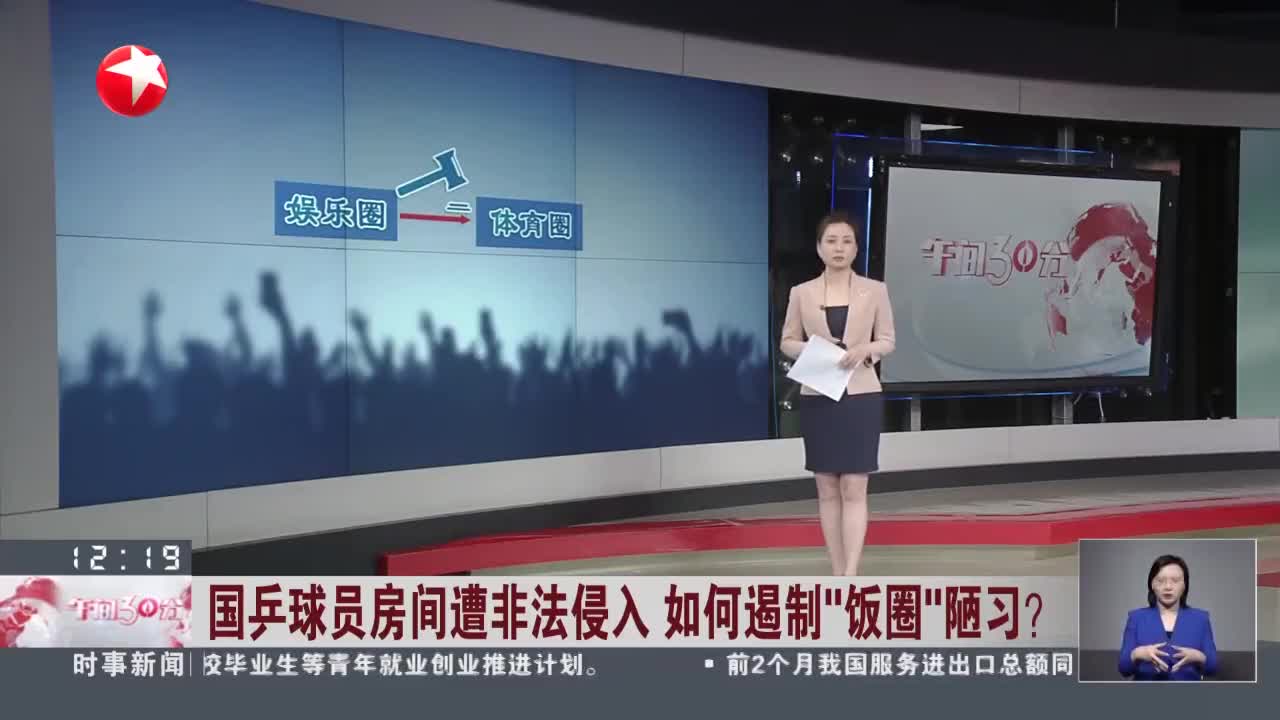 娱乐圈
体育圈
午间30分
12:19
午间30分
国乒球员房间遭非法侵入 如何遏制"饭圈"陋习?
时事新闻 校毕业生等青年就业创业推进计划。 ▪ 前2个月我国服务进出口总额同